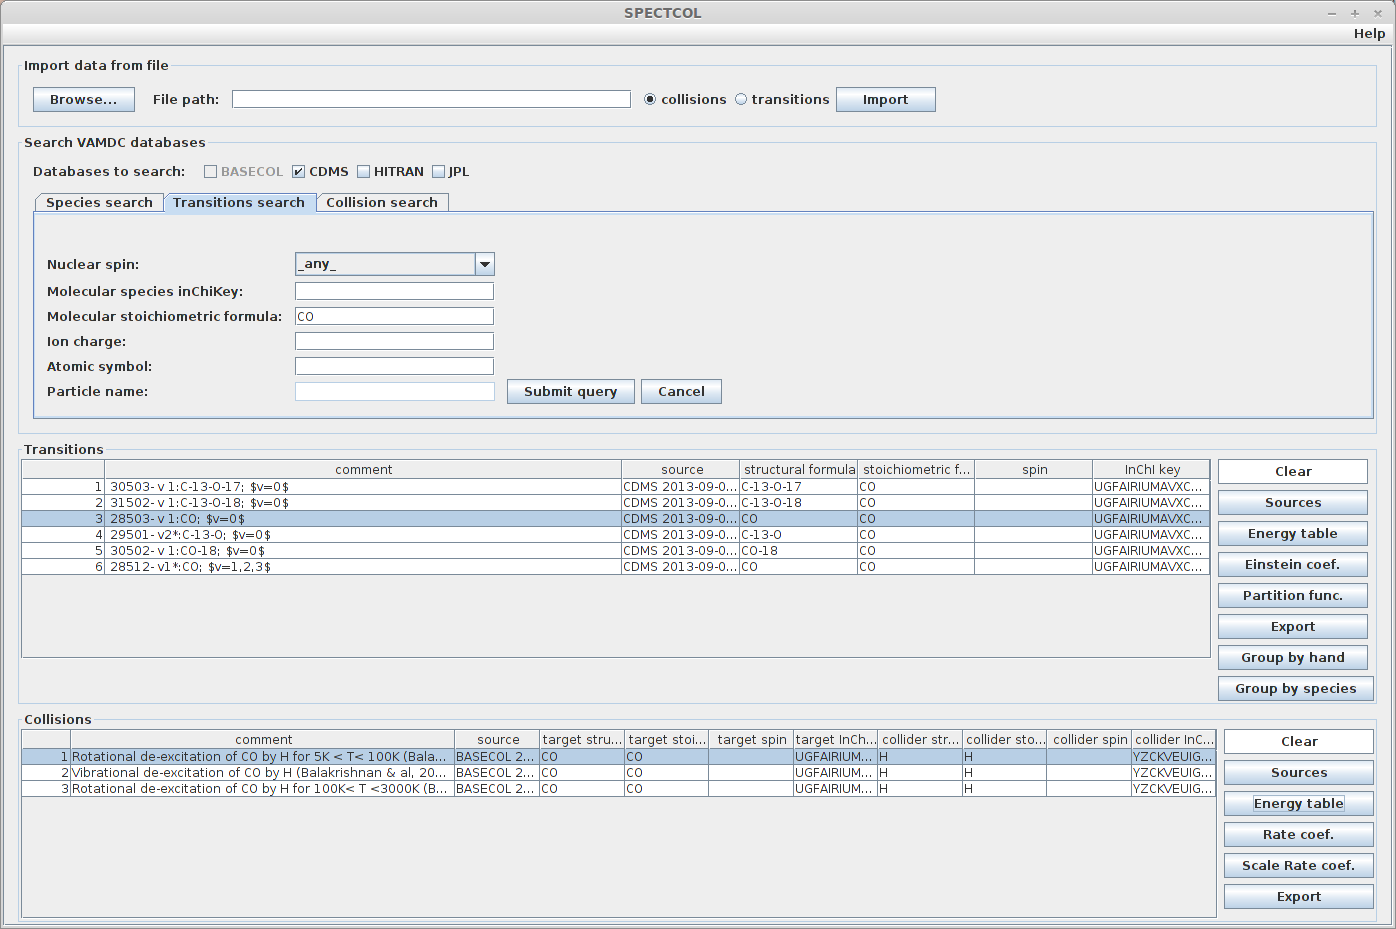 SPECTCOL
Help
Import data from file
Browse... File path: collisions transitions Import
Search VAMDC databases
Databases to search: BASECOL CDMS HITRAN JPL
Species search Transitions search Collision search
Nuclear spin: _any_
Molecular species inChiKey:
Molecular stoichiometric formula: CO
Ion charge:
Atomic symbol:
Particle name: Submit query Cancel
Transitions
comment source structural formula stoichiometric f... spin InChI key
1 30503- v 1:C-13-O-17; $v=0$ CDMS 2013-09-0... C-13-O-17 CO UGFAIRIUMAVXC...
2 31502- v 1:C-13-O-18; $v=0$ CDMS 2013-09-0... C-13-O-18 CO UGFAIRIUMAVXC...
3 28503- v 1:CO; $v=0$ CDMS 2013-09-0... CO CO UGFAIRIUMAVXC...
4 29501- v2*:C-13-O; $v=0$ CDMS 2013-09-0... C-13-O CO UGFAIRIUMAVXC...
5 30502- v 1:CO-18; $v=0$ CDMS 2013-09-0... CO-18 CO UGFAIRIUMAVXC...
6 28512- v1*:CO; $v=1,2,3$ CDMS 2013-09-0... CO CO UGFAIRIUMAVXC...
Clear
Sources
Energy table
Einstein coef.
Partition func.
Export
Group by hand
Group by species
Collisions
comment source target stru... target stoi... target spin target InCh... collider str... collider sto... collider spin collider InC...
1 Rotational de-excitation of CO by H for 5K < T< 100K (Bala... BASECOL 2... CO CO UGFAIRIUM... H H YZCKVEUIG...
2 Vibrational de-excitation of CO by H (Balakrishnan & al, 20... BASECOL 2... CO CO UGFAIRIUM... H H YZCKVEUIG...
3 Rotational de-excitation of CO by H for 100K< T <3000K (B... BASECOL 2... CO CO UGFAIRIUM... H H YZCKVEUIG...
Clear
Sources
Energy table
Rate coef.
Scale Rate coef.
Export